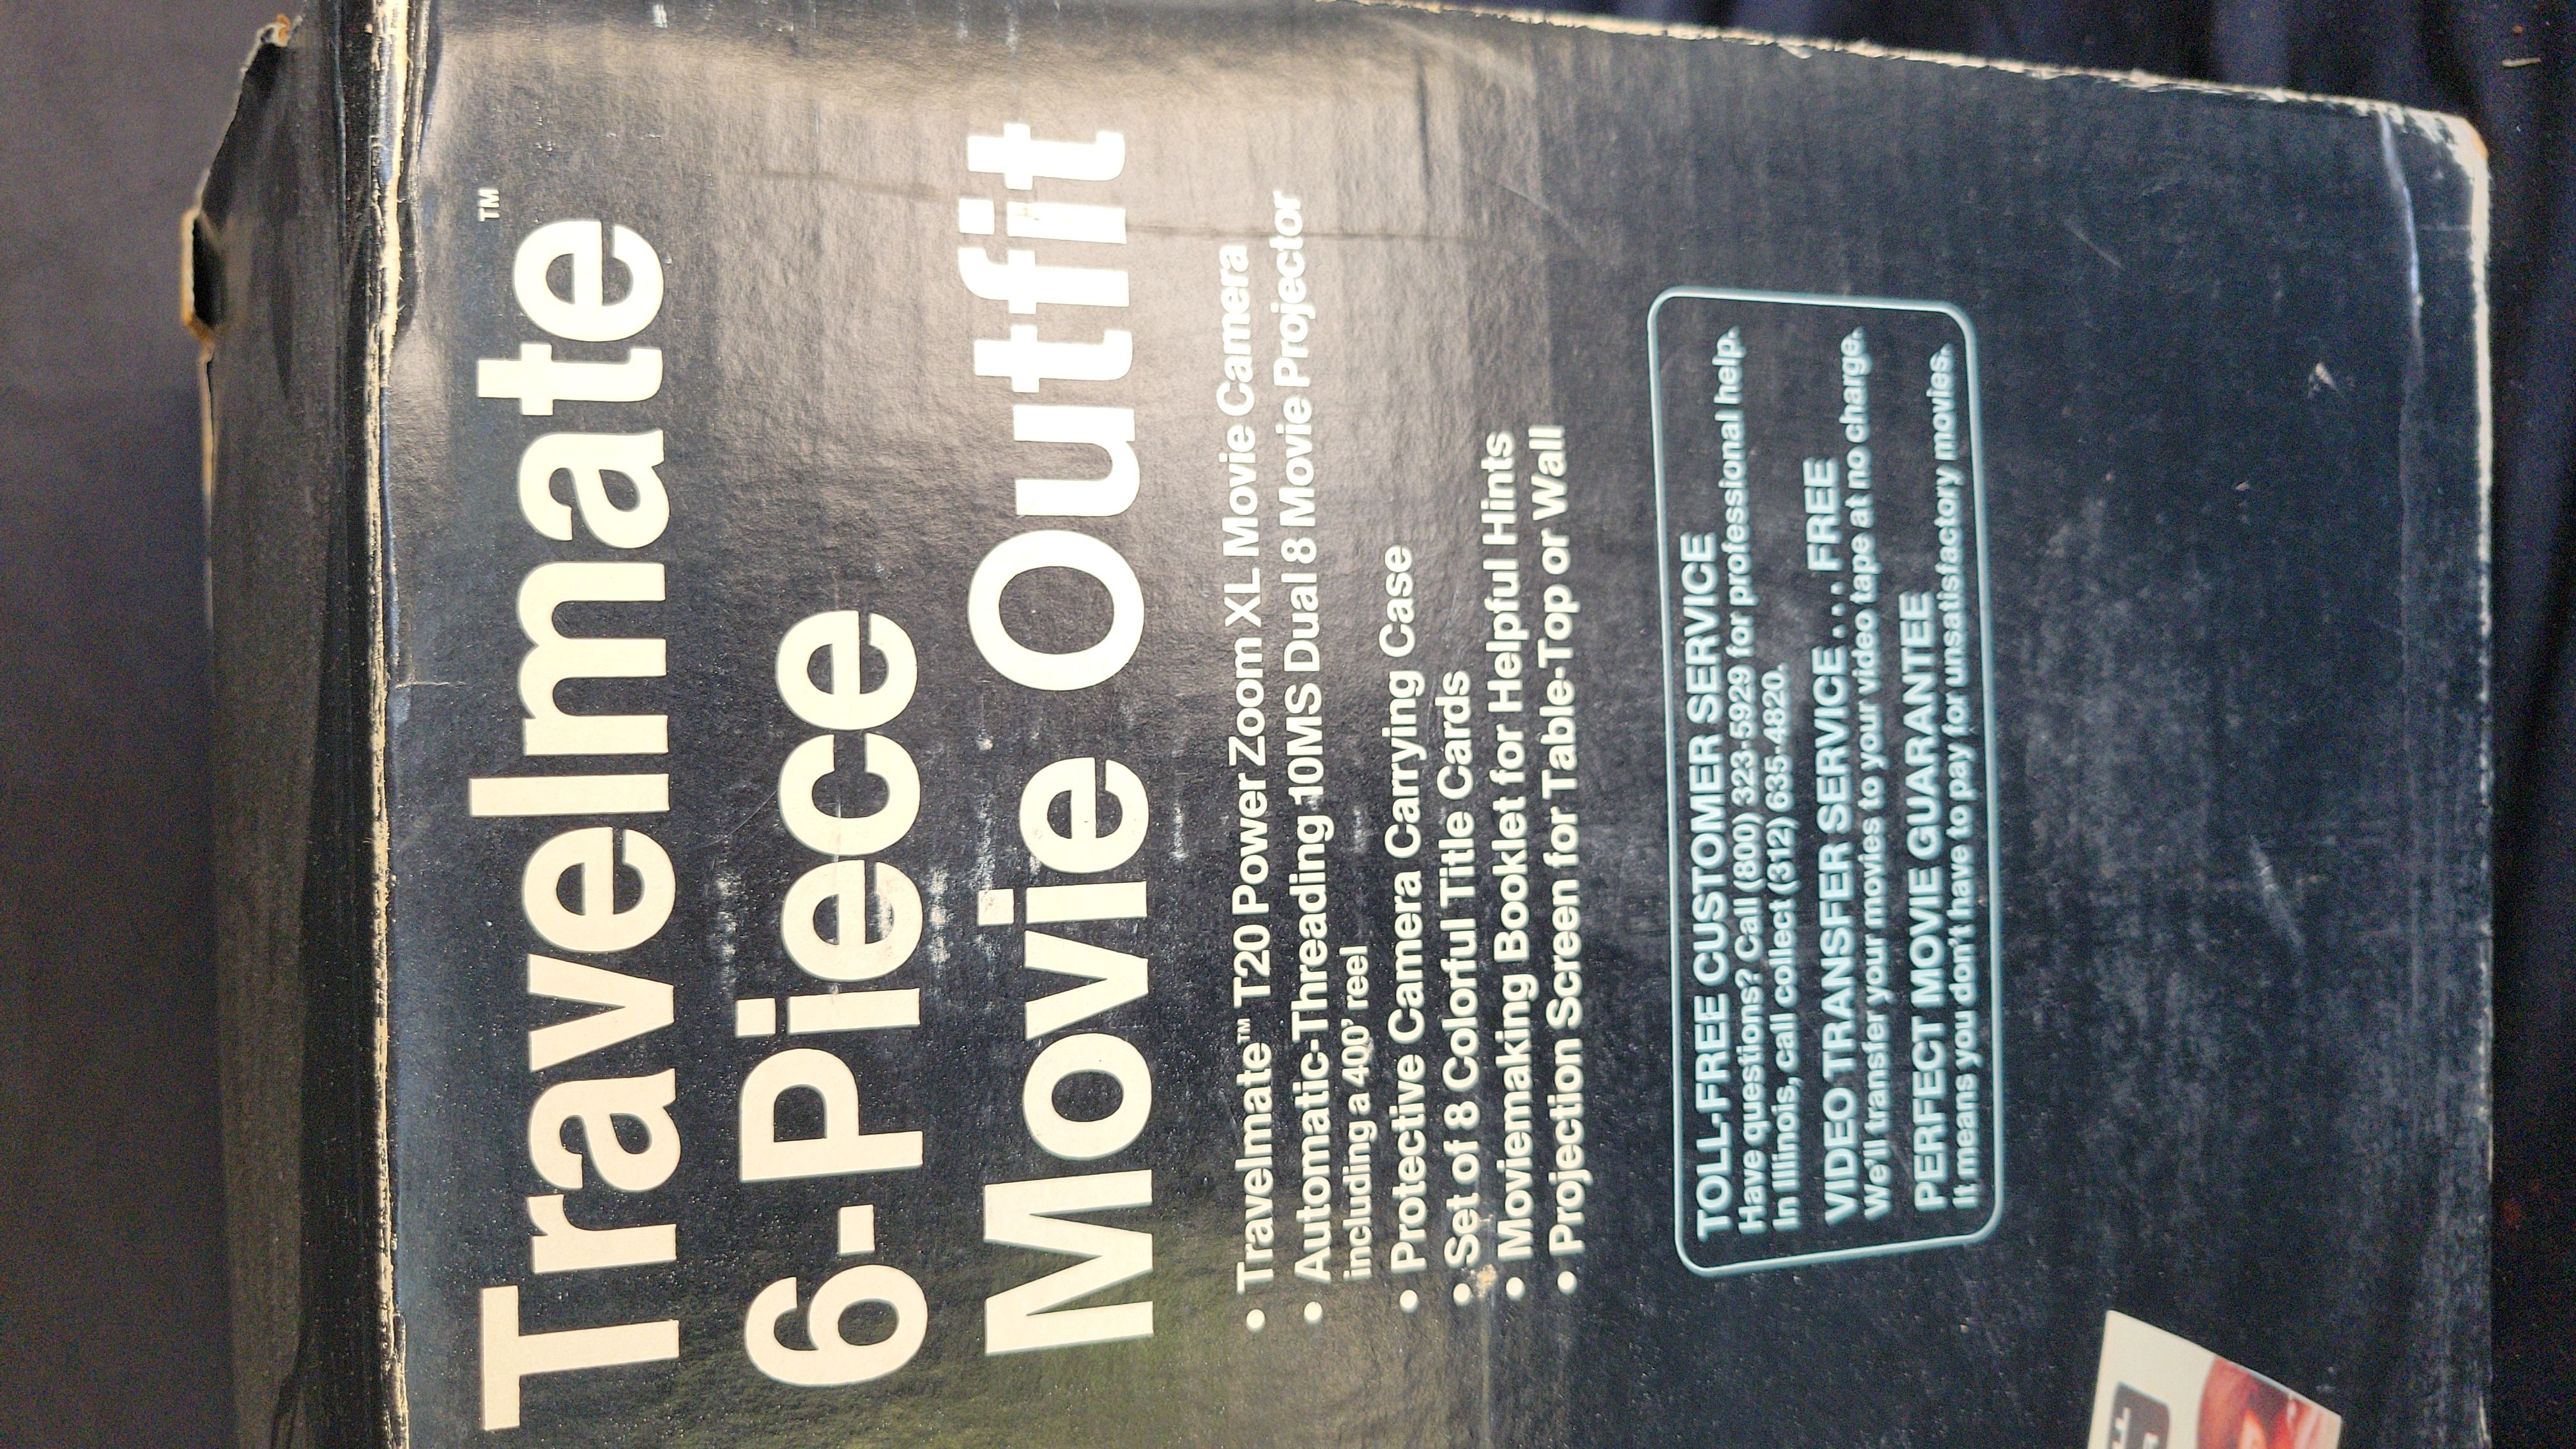 Travelmate™
6-Piece
Movie Outfit
• Travelmate™ T20 Power Zoom XL Movie Camera
• Automatic-Threading 10MS Dual 8 Movie Projector
including a 400' reel
• Protective Camera Carrying Case
• Set of 8 Colorful Title Cards
• Moviemaking Booklet for Helpful Hints
• Projection Screen for Table-Top or Wall
TOLL-FREE CUSTOMER SERVICE
Have questions? Call (800) 323-5929 for professional help.
In Illinois, call collect (312) 635-4820.
VIDEO TRANSFER SERVICE . . . . FREE
We'll transfer your movies to your video tape at no charge.
PERFECT MOVIE GUARANTEE
It means you don't have to pay for unsatisfactory movies.